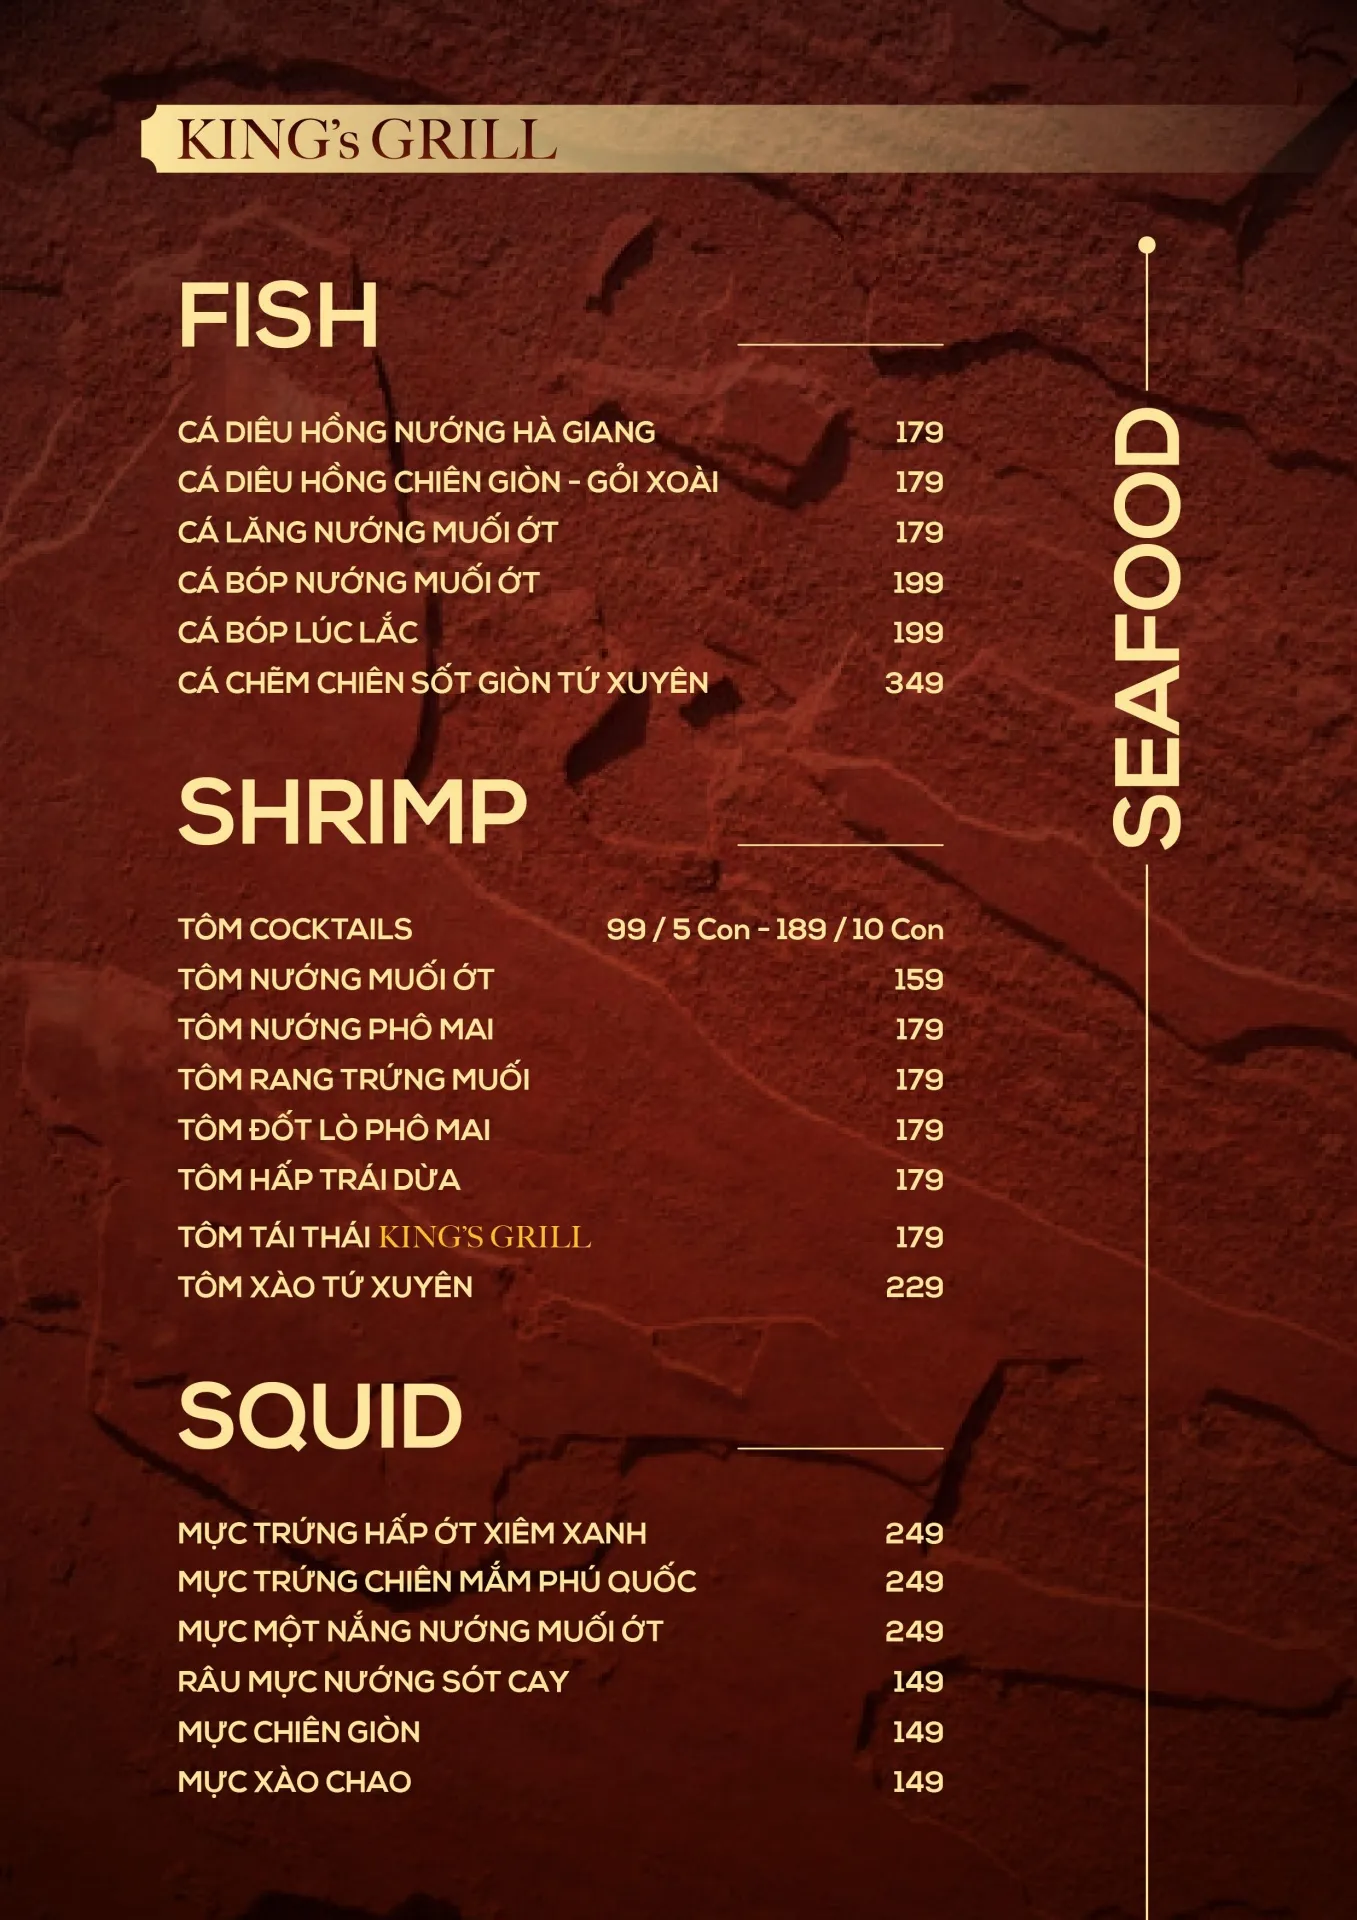 KING's GRILL
SEAFOOD
FISH
CÁ DIÊU HỒNG NƯỚNG HÀ GIANG 179
CÁ DIÊU HỒNG CHIÊN GIÒN - GỎI XOÀI 179
CÁ LĂNG NƯỚNG MUỐI ỚT 179
CÁ BÓP NƯỚNG MUỐI ỚT 199
CÁ BÓP LÚC LẮC 199
CÁ CHẼM CHIÊN SỐT GIÒN TỨ XUYÊN 349
SHRIMP
TÔM COCKTAILS 99 / 5 Con - 189 / 10 Con
TÔM NƯỚNG MUỐI ỚT 159
TÔM NƯỚNG PHÔ MAI 179
TÔM RANG TRỨNG MUỐI 179
TÔM ĐỐT LÒ PHÔ MAI 179
TÔM HẤP TRÁI DỪA 179
TÔM TÁI THÁI KING'S GRILL 179
TÔM XÀO TỨ XUYÊN 229
SQUID
MỰC TRỨNG HẤP ỚT XIÊM XANH 249
MỰC TRỨNG CHIÊN MẮM PHÚ QUỐC 249
MỰC MỘT NẮNG NƯỚNG MUỐI ỚT 249
RÂU MỰC NƯỚNG SÓT CAY 149
MỰC CHIÊN GIÒN 149
MỰC XÀO CHAO 149